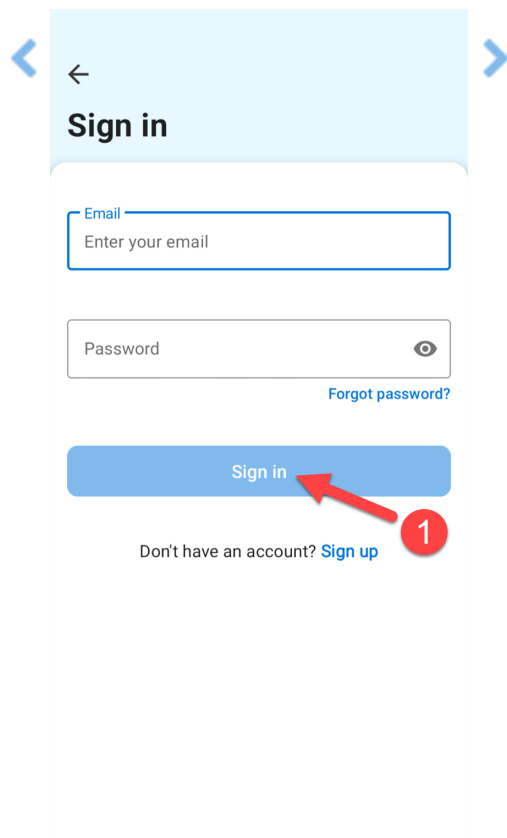 Sign in
Email
Enter your email
Password
Forgot password?
Sign in
1
Don't have an account? Sign up